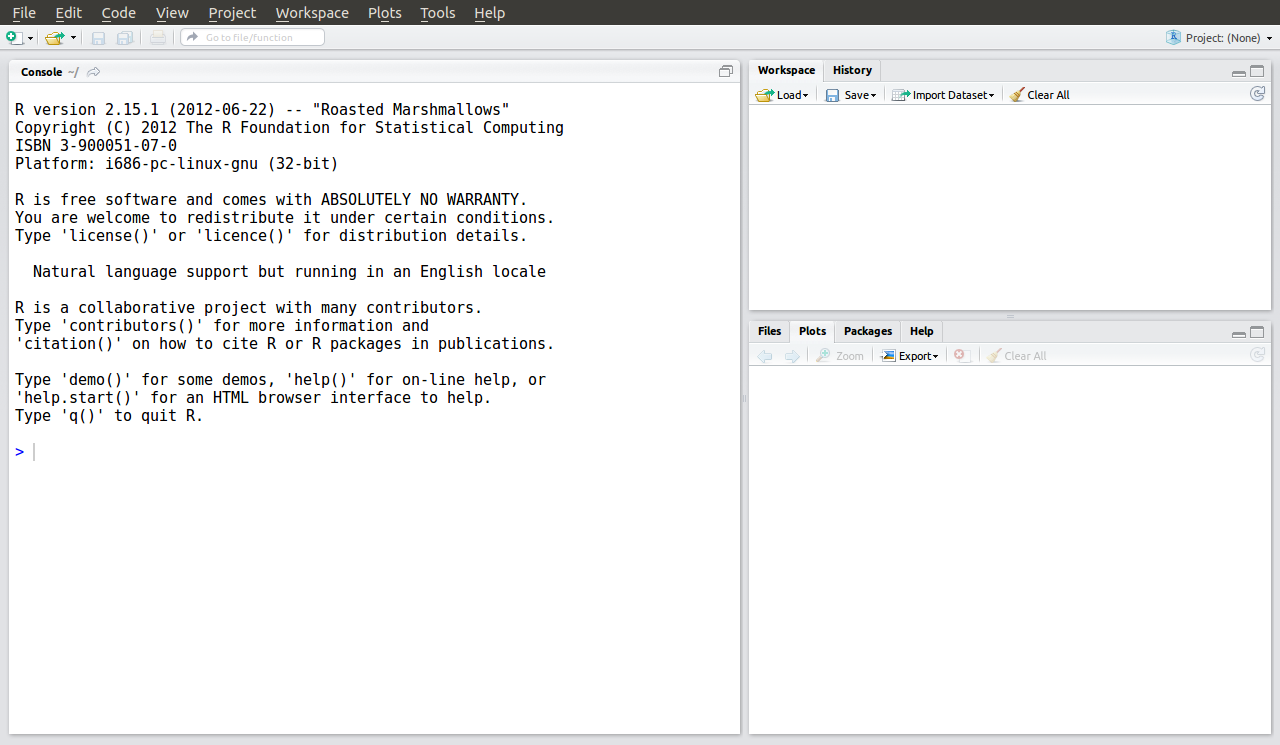 File Edit Code View Project Workspace Plots Tools Help
Go to file/function
Project: (None)
Console ~/
R version 2.15.1 (2012-06-22) -- "Roasted Marshmallows"
Copyright (C) 2012 The R Foundation for Statistical Computing
ISBN 3-900051-07-0
Platform: i686-pc-linux-gnu (32-bit)
R is free software and comes with ABSOLUTELY NO WARRANTY.
You are welcome to redistribute it under certain conditions.
Type 'license()' or 'licence()' for distribution details.
Natural language support but running in an English locale
R is a collaborative project with many contributors.
Type 'contributors()' for more information and
'citation()' on how to cite R or R packages in publications.
Type 'demo()' for some demos, 'help()' for on-line help, or
'help.start()' for an HTML browser interface to help.
Type 'q()' to quit R.
>
Workspace History
Load Save Import Dataset Clear All
Files Plots Packages Help
Zoom Export Clear All